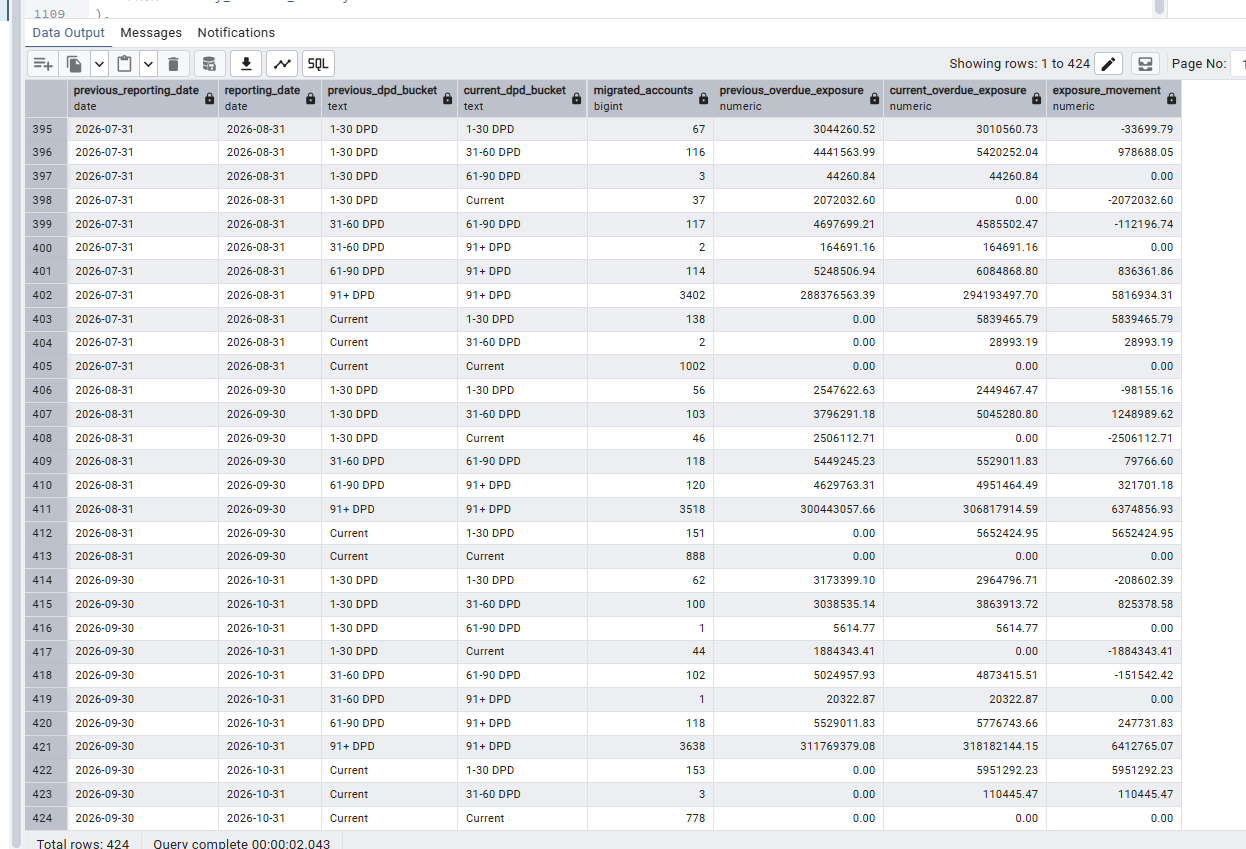 1109
),
Data Output Messages Notifications
SQL Showing rows: 1 to 424 Page No: 1
previous_reporting_date reporting_date previous_dpd_bucket current_dpd_bucket migrated_accounts previous_overdue_exposure current_overdue_exposure exposure_movement
date date text text bigint numeric numeric numeric
395 2026-07-31 2026-08-31 1-30 DPD 1-30 DPD 67 3044260.52 3010560.73 -33699.79
396 2026-07-31 2026-08-31 1-30 DPD 31-60 DPD 116 4441563.99 5420252.04 978688.05
397 2026-07-31 2026-08-31 1-30 DPD 61-90 DPD 3 44260.84 44260.84 0.00
398 2026-07-31 2026-08-31 1-30 DPD Current 37 2072032.60 0.00 -2072032.60
399 2026-07-31 2026-08-31 31-60 DPD 61-90 DPD 117 4697699.21 4585502.47 -112196.74
400 2026-07-31 2026-08-31 31-60 DPD 91+ DPD 2 164691.16 164691.16 0.00
401 2026-07-31 2026-08-31 61-90 DPD 91+ DPD 114 5248506.94 6084868.80 836361.86
402 2026-07-31 2026-08-31 91+ DPD 91+ DPD 3402 288376563.39 294193497.70 5816934.31
403 2026-07-31 2026-08-31 Current 1-30 DPD 138 0.00 5839465.79 5839465.79
404 2026-07-31 2026-08-31 Current 31-60 DPD 2 0.00 28993.19 28993.19
405 2026-07-31 2026-08-31 Current Current 1002 0.00 0.00 0.00
406 2026-08-31 2026-09-30 1-30 DPD 1-30 DPD 56 2547622.63 2449467.47 -98155.16
407 2026-08-31 2026-09-30 1-30 DPD 31-60 DPD 103 3796291.18 5045280.80 1248989.62
408 2026-08-31 2026-09-30 1-30 DPD Current 46 2506112.71 0.00 -2506112.71
409 2026-08-31 2026-09-30 31-60 DPD 61-90 DPD 118 5449245.23 5529011.83 79766.60
410 2026-08-31 2026-09-30 61-90 DPD 91+ DPD 120 4629763.31 4951464.49 321701.18
411 2026-08-31 2026-09-30 91+ DPD 91+ DPD 3518 300443057.66 306817914.59 6374856.93
412 2026-08-31 2026-09-30 Current 1-30 DPD 151 0.00 5652424.95 5652424.95
413 2026-08-31 2026-09-30 Current Current 888 0.00 0.00 0.00
414 2026-09-30 2026-10-31 1-30 DPD 1-30 DPD 62 3173399.10 2964796.71 -208602.39
415 2026-09-30 2026-10-31 1-30 DPD 31-60 DPD 100 3038535.14 3863913.72 825378.58
416 2026-09-30 2026-10-31 1-30 DPD 61-90 DPD 1 5614.77 5614.77 0.00
417 2026-09-30 2026-10-31 1-30 DPD Current 44 1884343.41 0.00 -1884343.41
418 2026-09-30 2026-10-31 31-60 DPD 61-90 DPD 102 5024957.93 4873415.51 -151542.42
419 2026-09-30 2026-10-31 31-60 DPD 91+ DPD 1 20322.87 20322.87 0.00
420 2026-09-30 2026-10-31 61-90 DPD 91+ DPD 118 5529011.83 5776743.66 247731.83
421 2026-09-30 2026-10-31 91+ DPD 91+ DPD 3638 311769379.08 318182144.15 6412765.07
422 2026-09-30 2026-10-31 Current 1-30 DPD 153 0.00 5951292.23 5951292.23
423 2026-09-30 2026-10-31 Current 31-60 DPD 3 0.00 110445.47 110445.47
424 2026-09-30 2026-10-31 Current Current 778 0.00 0.00 0.00
Total rows: 424 Query complete 00:00:02.043